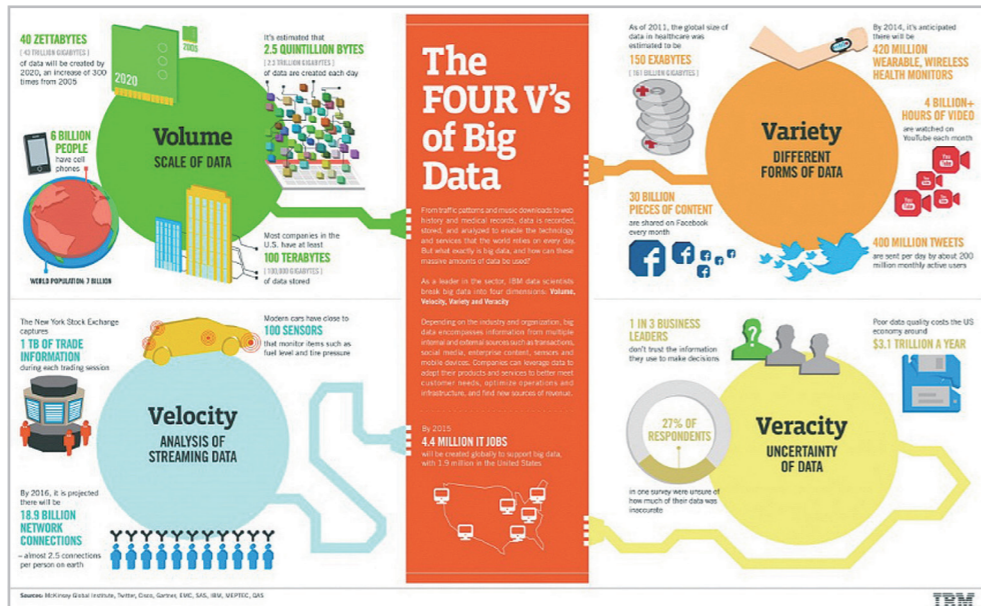 40 ZETTABYTES
[ 43 TRILLION GIGABYTES ]
of data will be created by
2020, an increase of 300
times from 2005
2005
2020
It's estimated that
2.5 QUINTILLION BYTES
[ 2.3 TRILLION GIGABYTES ]
of data are created each day
6 BILLION
PEOPLE
have cell
phones
WORLD POPULATION: 7 BILLION
Volume
SCALE OF DATA
Most companies in the
U.S. have at least
100 TERABYTES
[ 100,000 GIGABYTES ]
of data stored
The New York Stock Exchange
captures
1 TB OF TRADE
INFORMATION
during each trading session
Modern cars have close to
100 SENSORS
that monitor items such as
fuel level and tire pressure
Velocity
ANALYSIS OF
STREAMING DATA
By 2016, it is projected
there will be
18.9 BILLION
NETWORK
CONNECTIONS
– almost 2.5 connections
per person on earth
The
FOUR V's
of Big
Data
From traffic patterns and music downloads to web
history and medical records, data is recorded,
stored, and analyzed to enable the technology
and services that the world relies on every day.
But what exactly is big data, and how can these
massive amounts of data be used?
As a leader in the sector, IBM data scientists
break big data into four dimensions: Volume,
Velocity, Variety and Veracity
Depending on the industry and organization, big
data encompasses information from multiple
internal and external sources such as transactions,
social media, enterprise content, sensors and
mobile devices. Companies can leverage data to
adapt their products and services to better meet
customer needs, optimize operations and
infrastructure, and find new sources of revenue.
By 2015
4.4 MILLION IT JOBS
will be created globally to support big data,
with 1.9 million in the United States
As of 2011, the global size of
data in healthcare was
estimated to be
150 EXABYTES
[ 161 BILLION GIGABYTES ]
By 2014, it's anticipated
there will be
420 MILLION
WEARABLE, WIRELESS
HEALTH MONITORS
4 BILLION+
HOURS OF VIDEO
are watched on
YouTube each month
You
Tube
Variety
DIFFERENT
FORMS OF DATA
30 BILLION
PIECES OF CONTENT
are shared on Facebook
every month
400 MILLION TWEETS
are sent per day by about 200
million monthly active users
1 IN 3 BUSINESS
LEADERS
don't trust the information
they use to make decisions
?
Poor data quality costs the US
economy around
$3.1 TRILLION A YEAR
27% OF
RESPONDENTS
in one survey were unsure of
how much of their data was
inaccurate
Veracity
UNCERTAINTY
OF DATA
Sources: McKinsey Global Institute, Twitter, Cisco, Gartner, EMC, SAS, IBM, MEPTEC, QAS
IBM